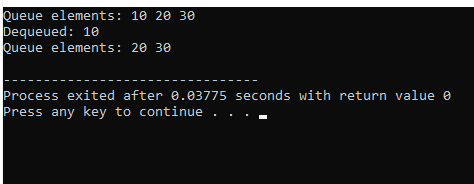 Queue elements: 10 20 30
Dequeued: 10
Queue elements: 20 30
--------------------------------
Process exited after 0.03775 seconds with return value 0
Press any key to continue . . .